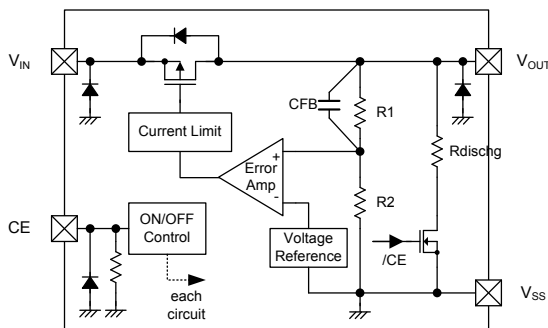 VIN
VOUT
CFB
R1
Current Limit
Rdischg
Error
Amp
+
-
R2
CE
ON/OFF
Control
Voltage
Reference
/CE
each
circuit
VSS